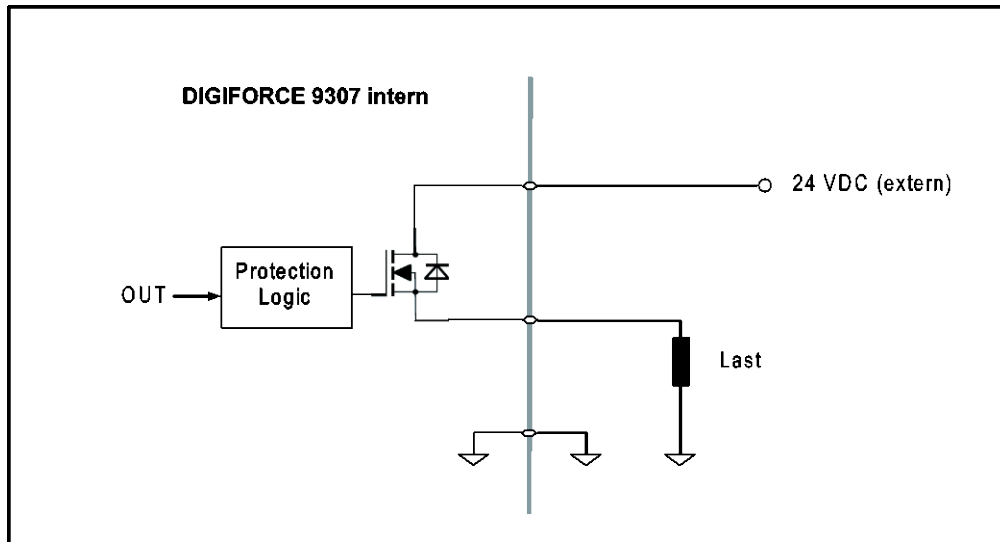 DIGIFORCE 9307 intern
24 VDC (extern)
Protection
Logic
OUT
Last